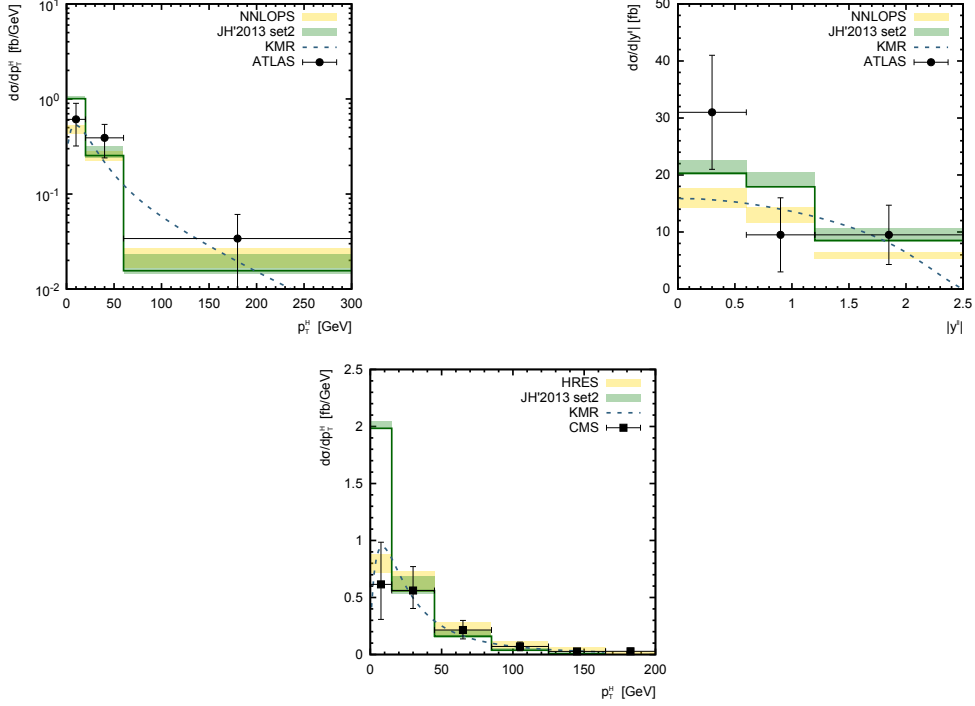 dσ/dp_T^H [fb/GeV]
10^1
10^0
10^-1
10^-2
0 50 100 150 200 250 300
p_T^H [GeV]
NNLOPS
JH'2013 set2
KMR
ATLAS
dσ/d|y^H| [fb]
50
40
30
20
10
0
0 0.5 1 1.5 2 2.5
|y^H|
NNLOPS
JH'2013 set2
KMR
ATLAS
dσ/dp_T^H [fb/GeV]
2.5
2
1.5
1
0.5
0
0 50 100 150 200
p_T^H [GeV]
HRES
JH'2013 set2
KMR
CMS